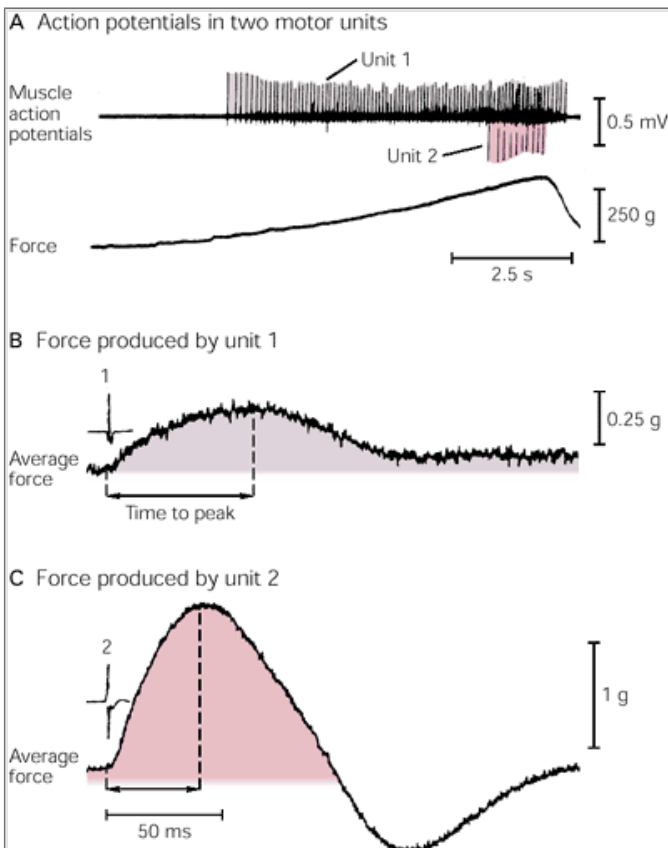 A Action potentials in two motor units
Unit 1
Muscle
action
potentials
0.5 mV
Unit 2
250 g
Force
2.5 s
B Force produced by unit 1
1
0.25 g
Average
force
Time to peak
C Force produced by unit 2
2
1 g
Average
force
50 ms